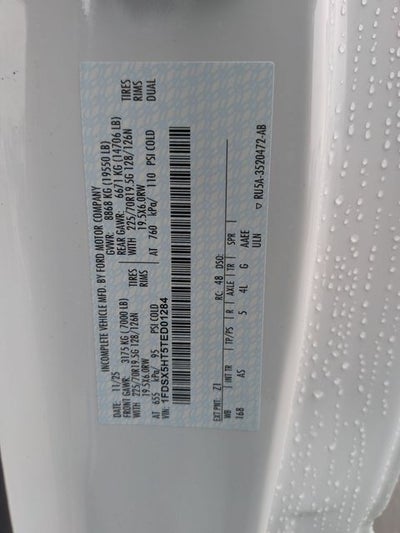 INCOMPLETE VEHICLE MFD. BY FORD MOTOR COMPANY
DATE: 11/25 GVWR: 8868 KG (19550 LB)
FRONT GAWR: 3175 KG (7000 LB) REAR GAWR: 6671 KG (14706 LB)
WITH 225/70R19.5G 128/126N TIRES WITH 225/70R19.5G 128/126N TIRES
19.5X6.0RW RIMS 19.5X6.0RW RIMS
AT 655 kPa/ 95 PSI COLD AT 760 kPa/ 110 PSI COLD DUAL
VIN: 1FDSX5HT5TED01284
EXT PNT: Z1 RC: 48 DSO:
WB INT TR TP/PS R AXLE TR SPR
168 AS 5 4L G AAEE
ULN
▽ RU5A-3520472-AB